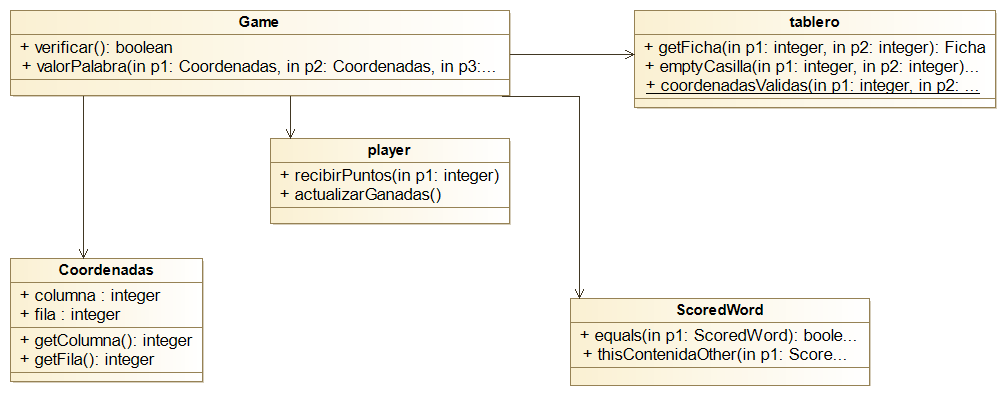 Game
+ verificar(): boolean
+ valorPalabra(in p1: Coordenadas, in p2: Coordenadas, in p3:...
tablero
+ getFicha(in p1: integer, in p2: integer): Ficha
+ emptyCasilla(in p1: integer, in p2: integer)...
+ coordenadasValidas(in p1: integer, in p2: ...
player
+ recibirPuntos(in p1: integer)
+ actualizarGanadas()
Coordenadas
+ columna : integer
+ fila : integer
+ getColumna(): integer
+ getFila(): integer
ScoredWord
+ equals(in p1: ScoredWord): boole...
+ thisContenidaOther(in p1: Score...